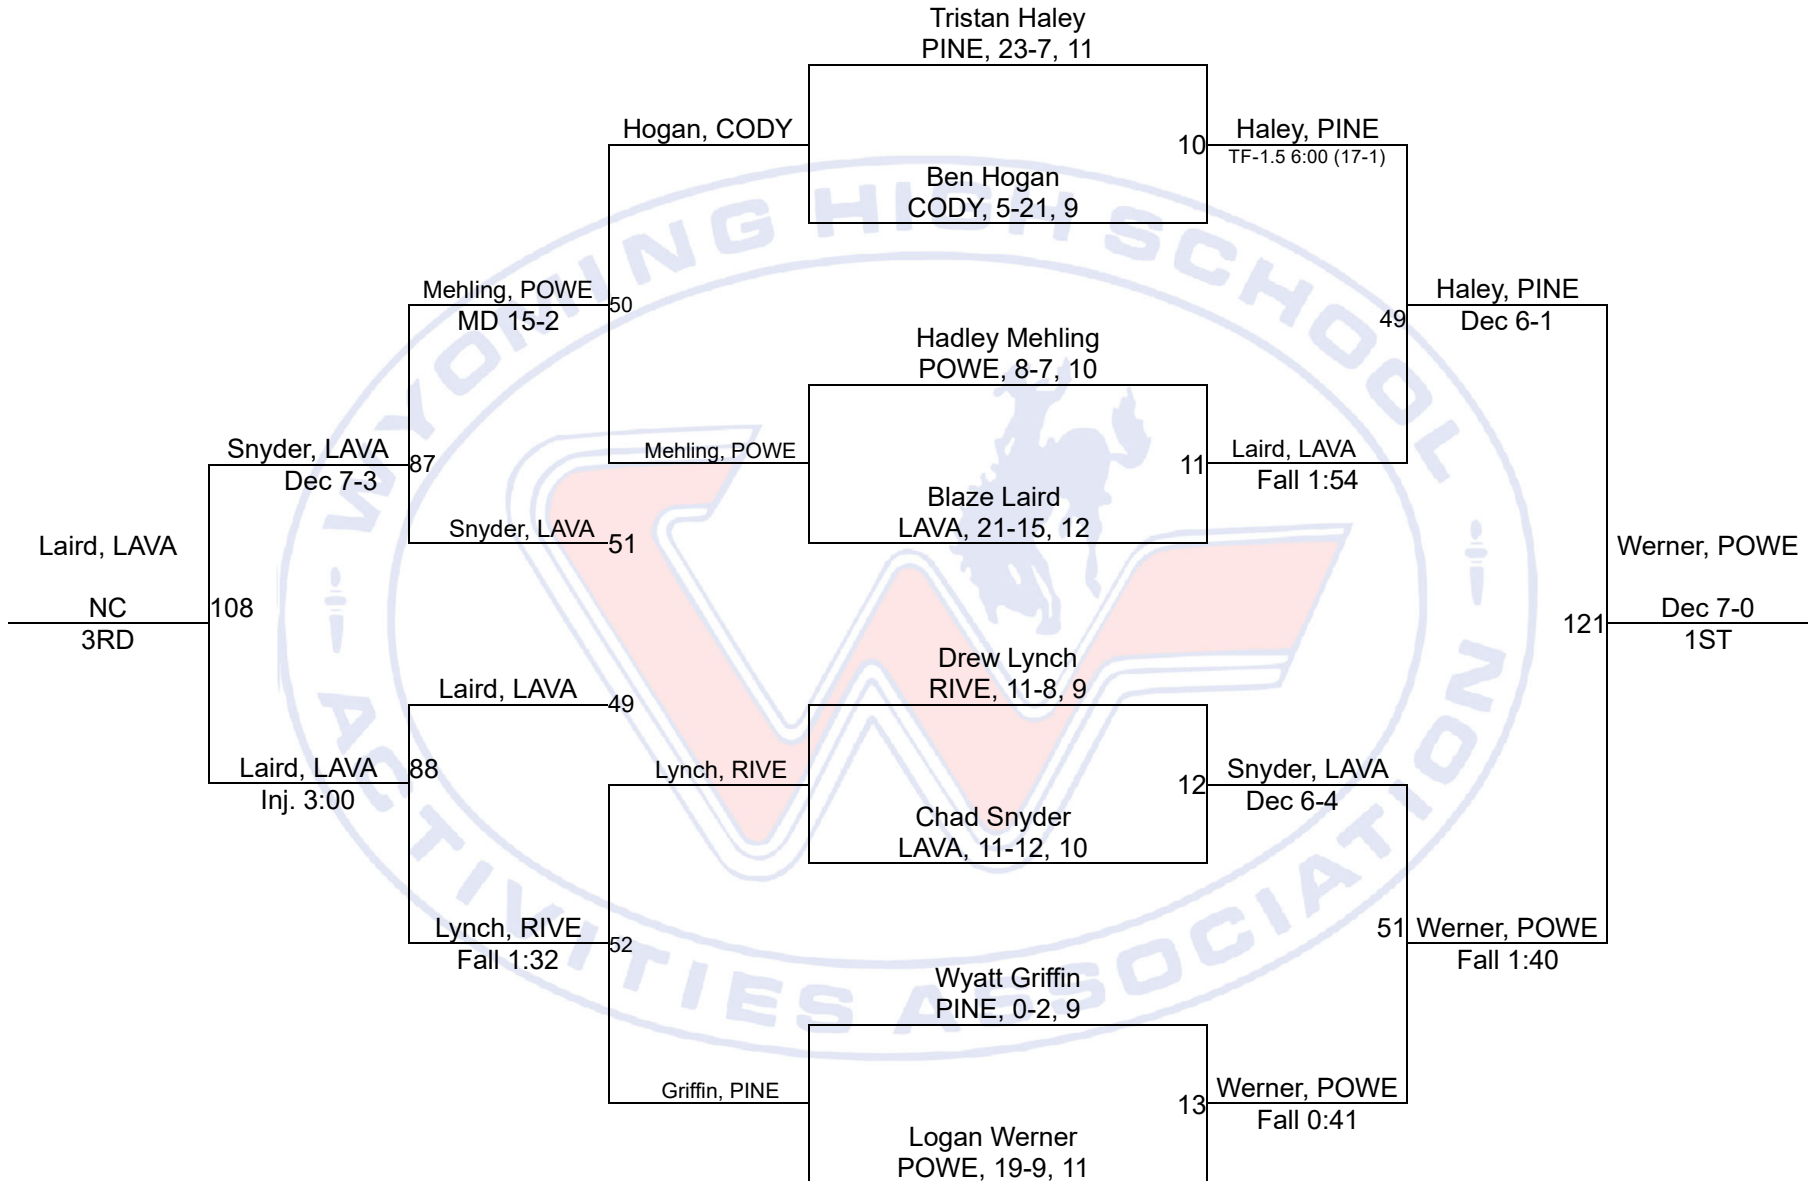 Tristan Haley
PINE, 23-7, 11
Hogan, CODY
10
Haley, PINE
TF-1.5 6:00 (17-1)
Ben Hogan
CODY, 5-21, 9
Mehling, POWE
50
MD 15-2
Haley, PINE
49
Dec 6-1
Hadley Mehling
POWE, 8-7, 10
Snyder, LAVA
87
Dec 7-3
Mehling, POWE
11
Laird, LAVA
Fall 1:54
Blaze Laird
LAVA, 21-15, 12
Snyder, LAVA
51
Laird, LAVA
NC
108
3RD
Werner, POWE
121
Dec 7-0
1ST
Drew Lynch
RIVE, 11-8, 9
Laird, LAVA
49
Laird, LAVA
88
Inj. 3:00
Lynch, RIVE
12
Snyder, LAVA
Dec 6-4
Chad Snyder
LAVA, 11-12, 10
Lynch, RIVE
52
Fall 1:32
51
Werner, POWE
Fall 1:40
Wyatt Griffin
PINE, 0-2, 9
Griffin, PINE
13
Werner, POWE
Fall 0:41
Logan Werner
POWE, 19-9, 11
WYOMING HIGH SCHOOL
ACTIVITIES ASSOCIATION